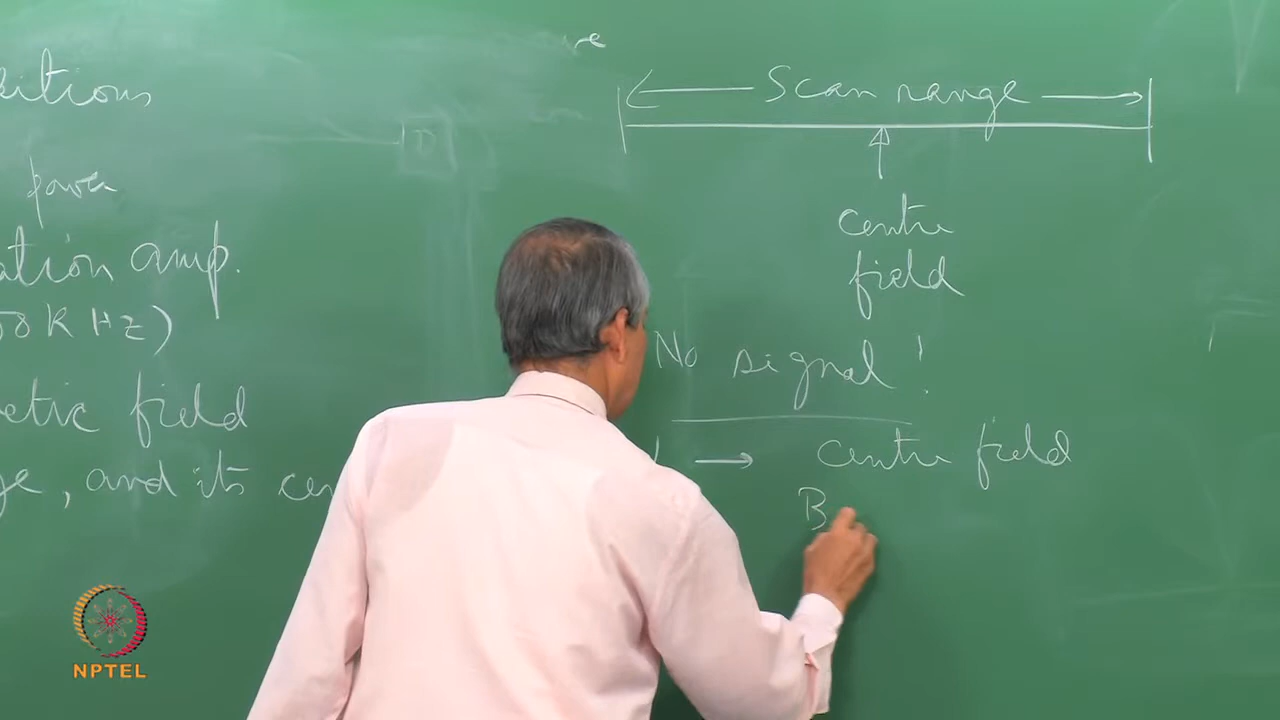 itions
power
ation amp.
KHz)
etic field
ge, and its cen
Scan range
centre
field
No signal!
→ centre field
B
NPTEL